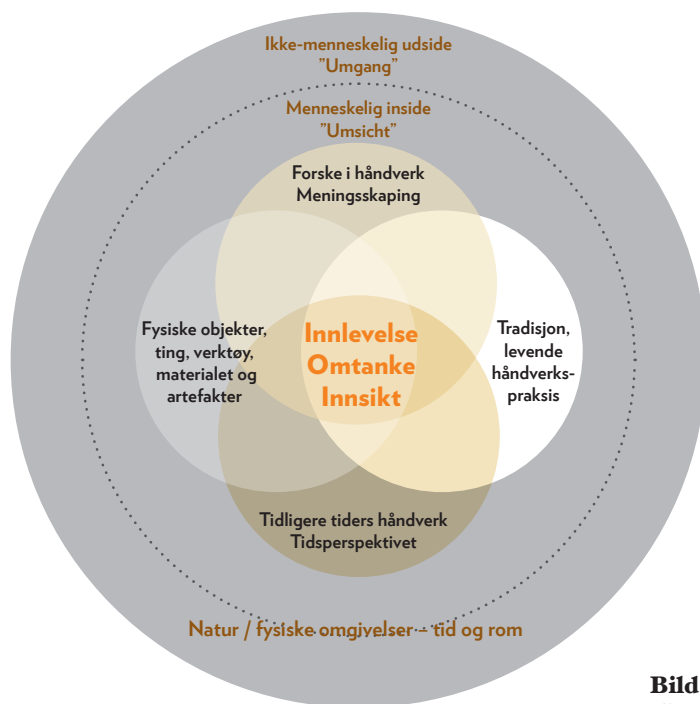 Ikke-menneskelig udside
"Umgang"
Menneskelig inside
"Umsicht"
Forske i håndverk
Meningsskaping
Fysiske objekter,
ting, verktøy,
materialet og
artefakter
Innlevelse
Omtanke
Innsikt
Tradisjon,
levende
håndverks-
praksis
Tidligere tiders håndverk
Tidsperspektivet
Natur / fysiske omgivelser – tid og rom
Bild